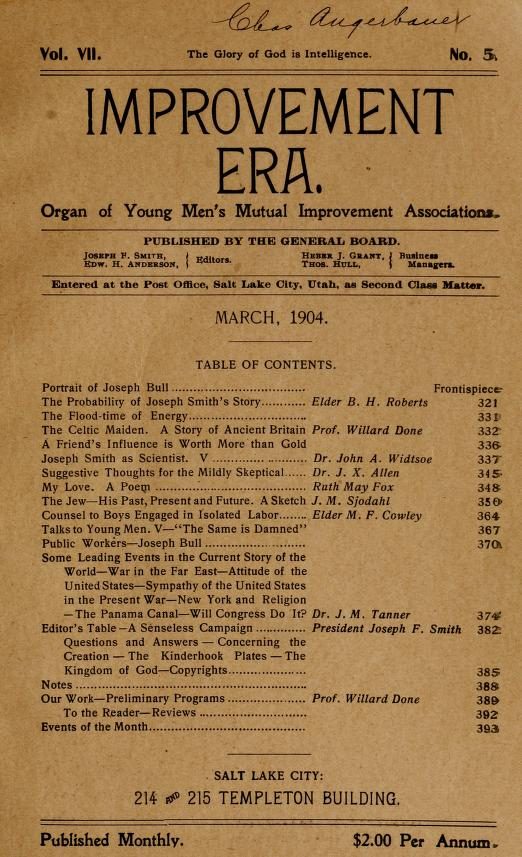 Chas Augerbauer
Vol. VII. The Glory of God is Intelligence. No. 5.
IMPROVEMENT
ERA.
Organ of Young Men's Mutual Improvement Associations.
PUBLISHED BY THE GENERAL BOARD.
JOSEPH F. SMITH, } Editors. HEBER J. GRANT, } Business
EDW. H. ANDERSON, THOS. HULL, Managers.
Entered at the Post Office, Salt Lake City, Utah, as Second Class Matter.
MARCH, 1904.
TABLE OF CONTENTS.
Portrait of Joseph Bull .......... Frontispiece
The Probability of Joseph Smith's Story.......... Elder B. H. Roberts 321
The Flood-time of Energy.......... 331
The Celtic Maiden. A Story of Ancient Britain Prof. Willard Done 332
A Friend's Influence is Worth More than Gold 336
Joseph Smith as Scientist. V .......... Dr. John A. Widtsoe 337
Suggestive Thoughts for the Mildly Skeptical...... Dr. J. X. Allen 345
My Love. A Poem .......... Ruth May Fox 348
The Jew—His Past, Present and Future. A Sketch J. M. Sjodahl 350
Counsel to Boys Engaged in Isolated Labor........ Elder M. F. Cowley 364
Talks to Young Men. V—"The Same is Damned" 367
Public Workers—Joseph Bull .......... 370
Some Leading Events in the Current Story of the
World—War in the Far East—Attitude of the
United States—Sympathy of the United States
in the Present War—New York and Religion
—The Panama Canal—Will Congress Do It? Dr. J. M. Tanner 374
Editor's Table—A Senseless Campaign .......... President Joseph F. Smith 382
Questions and Answers — Concerning the
Creation — The Kinderhook Plates — The
Kingdom of God—Copyrights.......... 385
Notes .......... 388
Our Work—Preliminary Programs .......... Prof. Willard Done 389
To the Reader—Reviews .......... 392
Events of the Month.......... 393
SALT LAKE CITY:
214 AND 215 TEMPLETON BUILDING.
Published Monthly. $2.00 Per Annum.